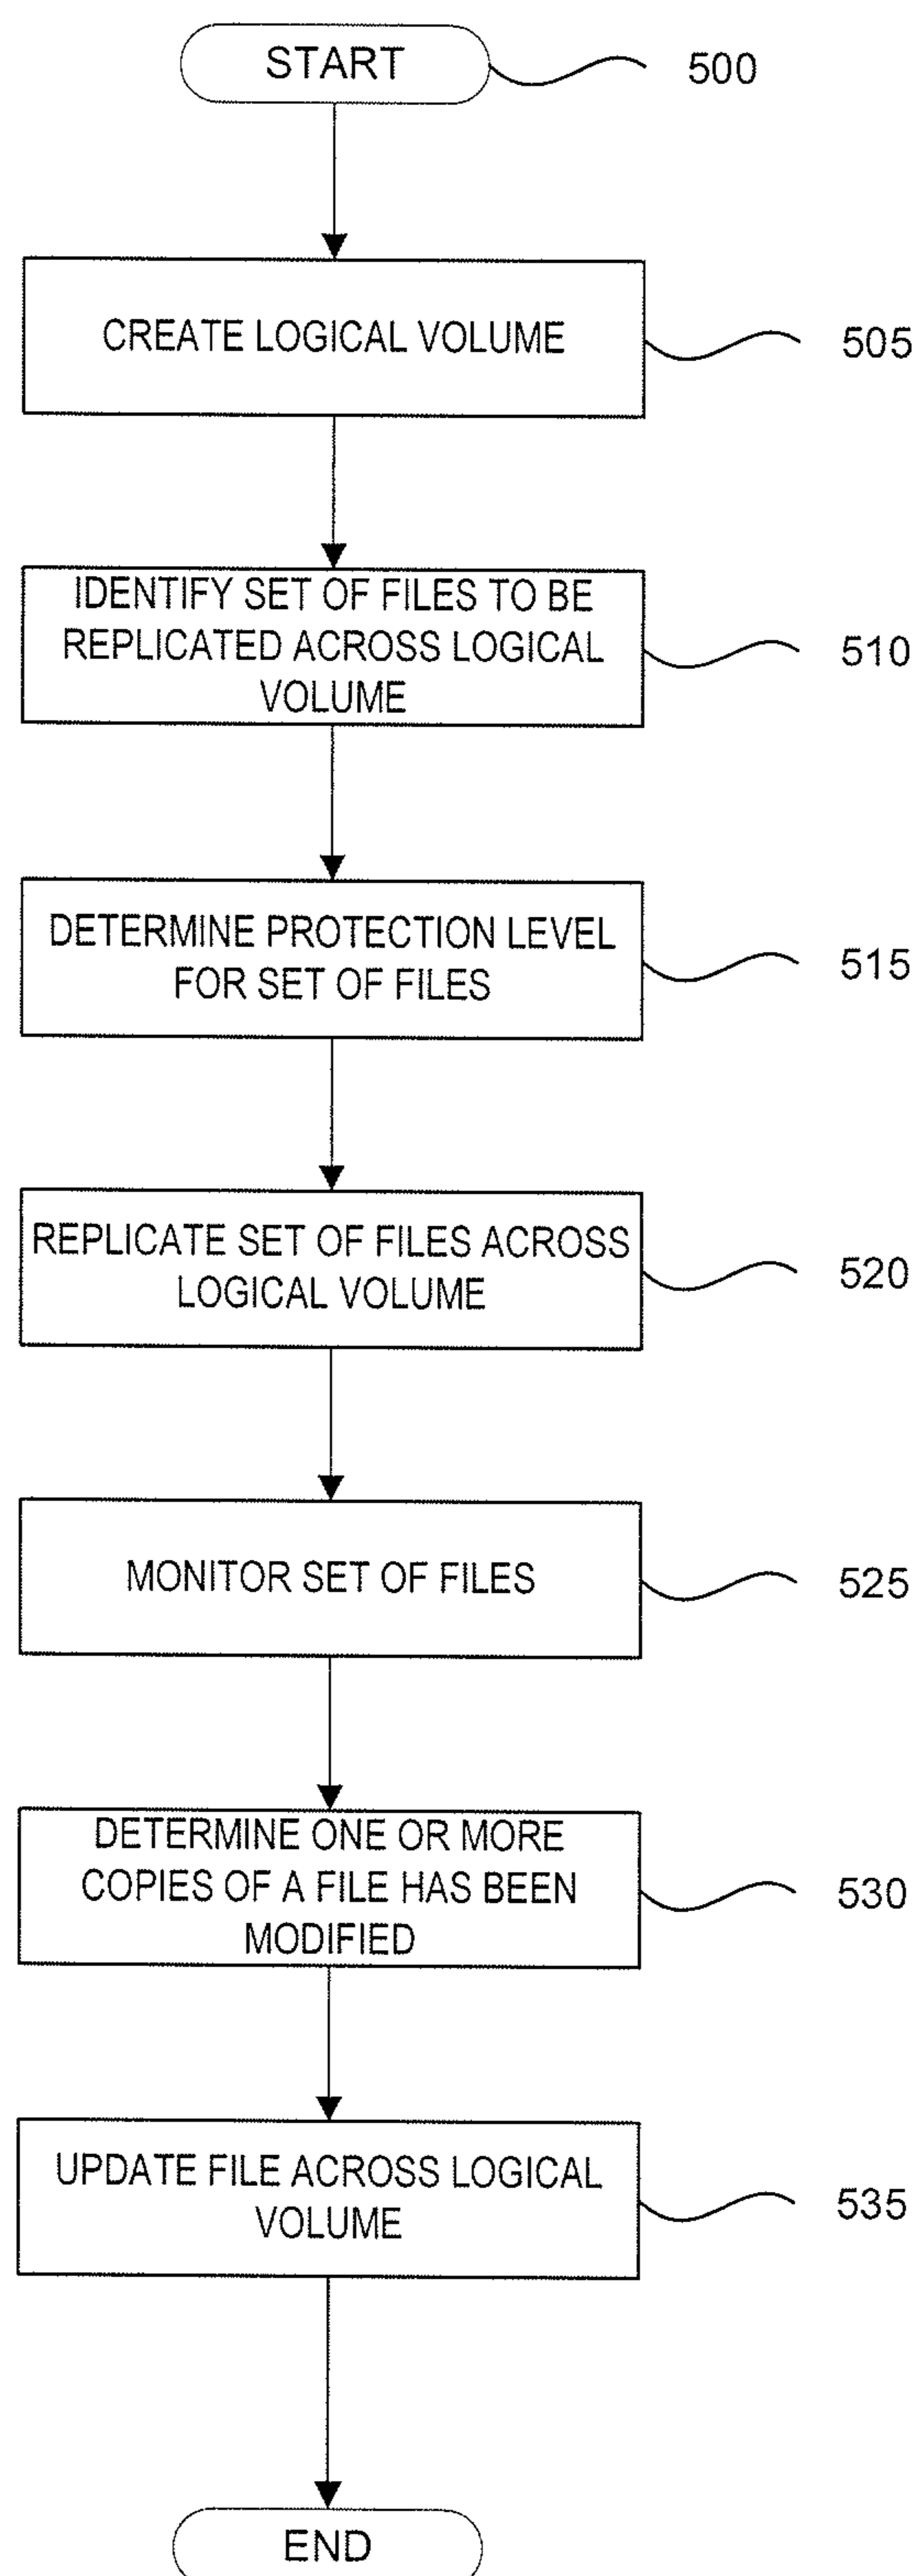 START
500
CREATE LOGICAL VOLUME
505
IDENTIFY SET OF FILES TO BE
REPLICATED ACROSS LOGICAL
VOLUME
510
DETERMINE PROTECTION LEVEL
FOR SET OF FILES
515
REPLICATE SET OF FILES ACROSS
LOGICAL VOLUME
520
MONITOR SET OF FILES
525
DETERMINE ONE OR MORE
COPIES OF A FILE HAS BEEN
MODIFIED
530
UPDATE FILE ACROSS LOGICAL
VOLUME
535
END